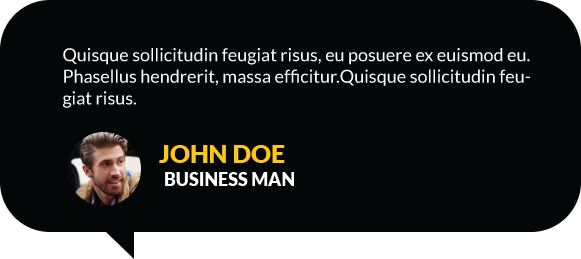 Quisque sollicitudin feugiat risus, eu posuere ex euismod eu.
Phasellus hendrerit, massa efficitur.Quisque sollicitudin feu-
giat risus.
JOHN DOE
BUSINESS MAN